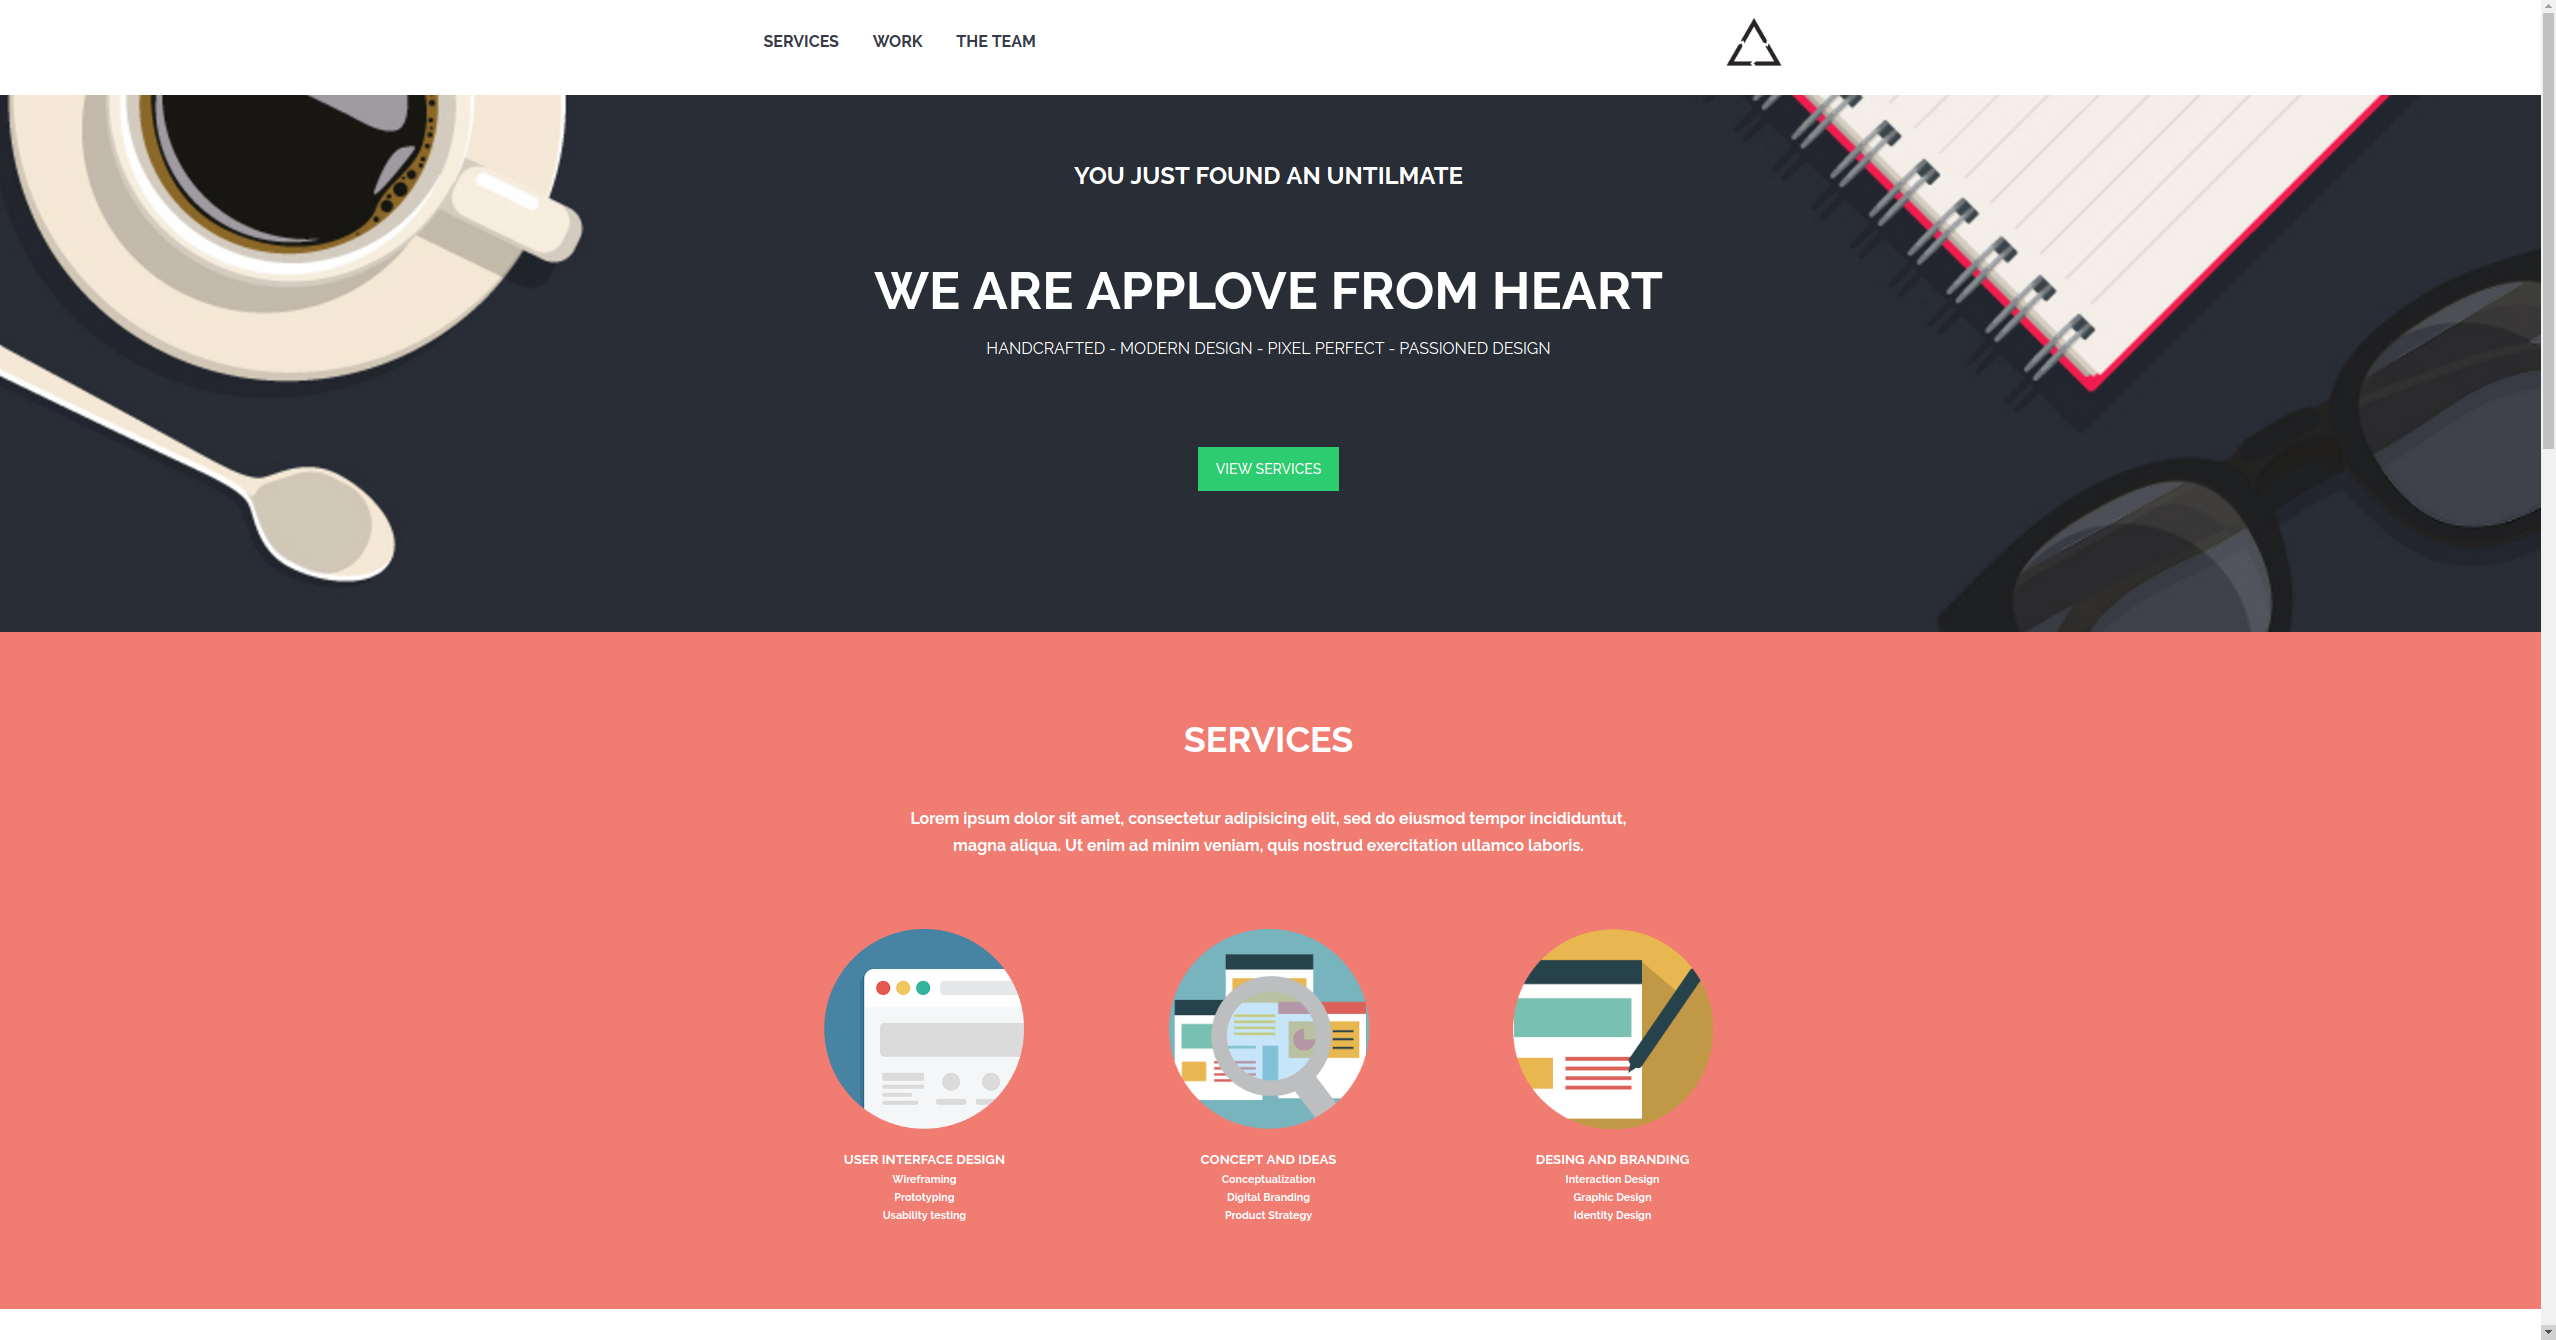 SERVICES WORK THE TEAM
YOU JUST FOUND AN UNTILMATE
WE ARE APPLOVE FROM HEART
HANDCRAFTED - MODERN DESIGN - PIXEL PERFECT - PASSIONED DESIGN
VIEW SERVICES
SERVICES
Lorem ipsum dolor sit amet, consectetur adipisicing elit, sed do eiusmod tempor incididuntut,
magna aliqua. Ut enim ad minim veniam, quis nostrud exercitation ullamco laboris.
USER INTERFACE DESIGN
Wireframing
Prototyping
Usability testing
CONCEPT AND IDEAS
Conceptualization
Digital Branding
Product Strategy
DESING AND BRANDING
Interaction Design
Graphic Design
Identity Design